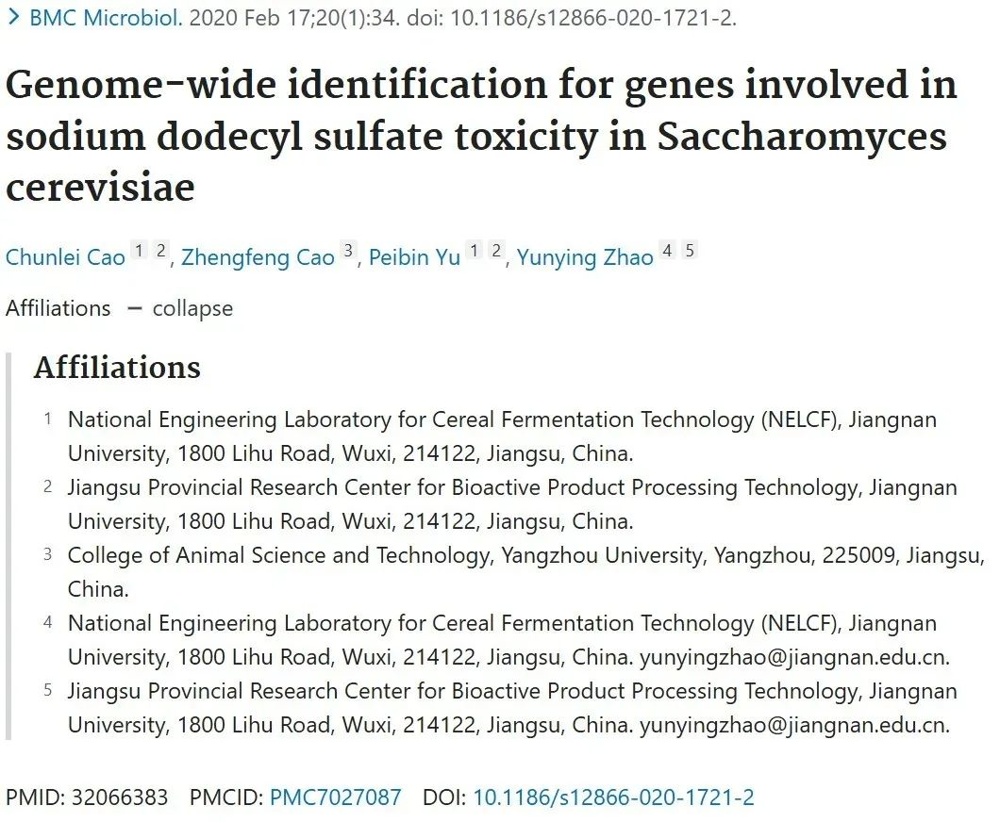 BMC Microbiol. 2020 Feb 17;20(1):34. doi: 10.1186/s12866-020-1721-2.
Genome-wide identification for genes involved in
sodium dodecyl sulfate toxicity in Saccharomyces
cerevisiae
Chunlei Cao 1 2, Zhengfeng Cao 3, Peibin Yu 1 2, Yunying Zhao 4 5
Affiliations − collapse
Affiliations
1 National Engineering Laboratory for Cereal Fermentation Technology (NELCF), Jiangnan
University, 1800 Lihu Road, Wuxi, 214122, Jiangsu, China.
2 Jiangsu Provincial Research Center for Bioactive Product Processing Technology, Jiangnan
University, 1800 Lihu Road, Wuxi, 214122, Jiangsu, China.
3 College of Animal Science and Technology, Yangzhou University, Yangzhou, 225009, Jiangsu,
China.
4 National Engineering Laboratory for Cereal Fermentation Technology (NELCF), Jiangnan
University, 1800 Lihu Road, Wuxi, 214122, Jiangsu, China. yunyingzhao@jiangnan.edu.cn.
5 Jiangsu Provincial Research Center for Bioactive Product Processing Technology, Jiangnan
University, 1800 Lihu Road, Wuxi, 214122, Jiangsu, China. yunyingzhao@jiangnan.edu.cn.
PMID: 32066383 PMCID: PMC7027087 DOI: 10.1186/s12866-020-1721-2